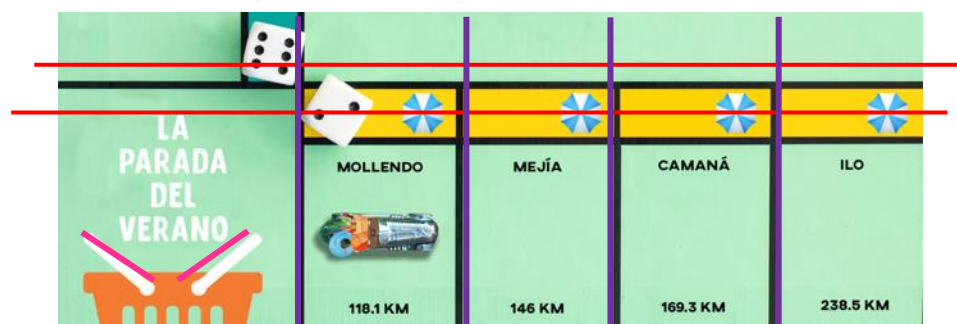 LA
PARADA
DEL
VERANO
MOLLENDO
118.1 KM
MEJÍA
146 KM
CAMANÁ
169.3 KM
ILO
238.5 KM